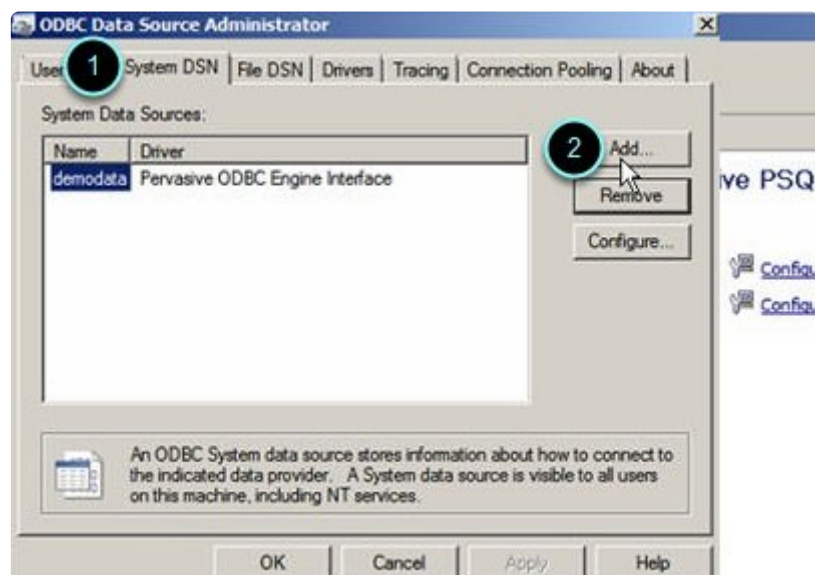 ODBC Data Source Administrator
User 1 System DSN File DSN Drivers Tracing Connection Pooling About
System Data Sources:
Name Driver
demodata Pervasive ODBC Engine Interface
2 Add...
Remove
Configure...
An ODBC System data source stores information about how to connect to
the indicated data provider. A System data source is visible to all users
on this machine, including NT services.
OK Cancel Apply Help
ve PSQ
Configu
Configu